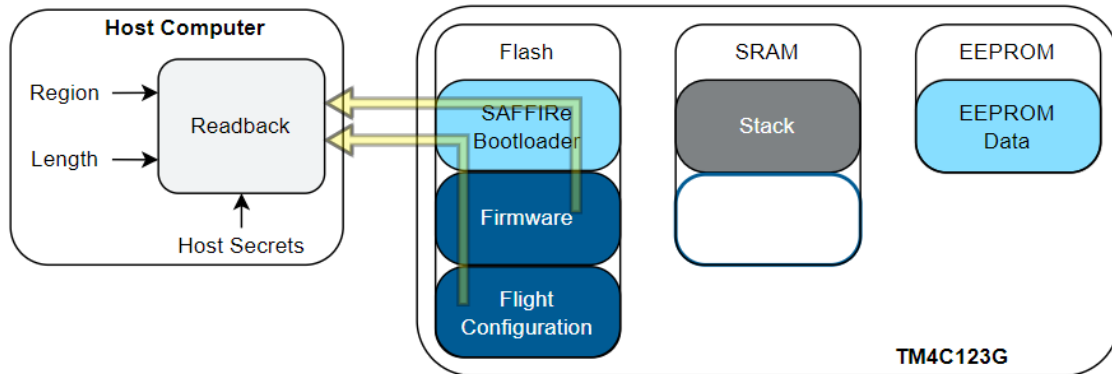 Host Computer
Region
Length
Readback
Host Secrets
Flash
SAFFIRe
Bootloader
Firmware
Flight
Configuration
SRAM
Stack
EEPROM
EEPROM
Data
TM4C123G